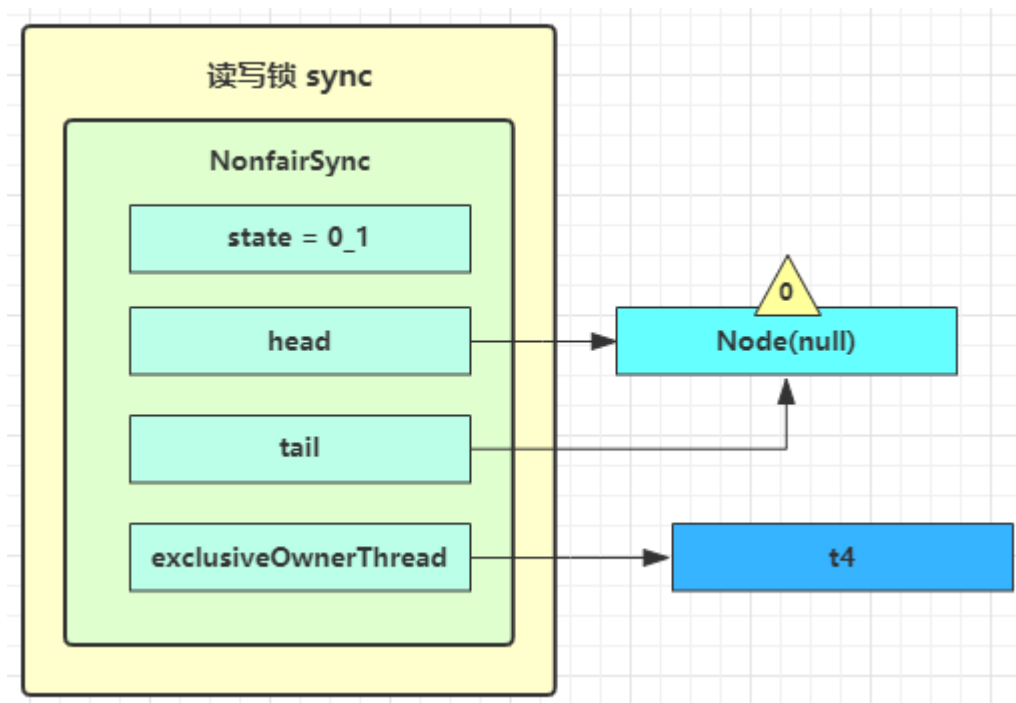 读写锁 sync
NonfairSync
state = 0_1
head
tail
exclusiveOwnerThread
0
Node(null)
t4